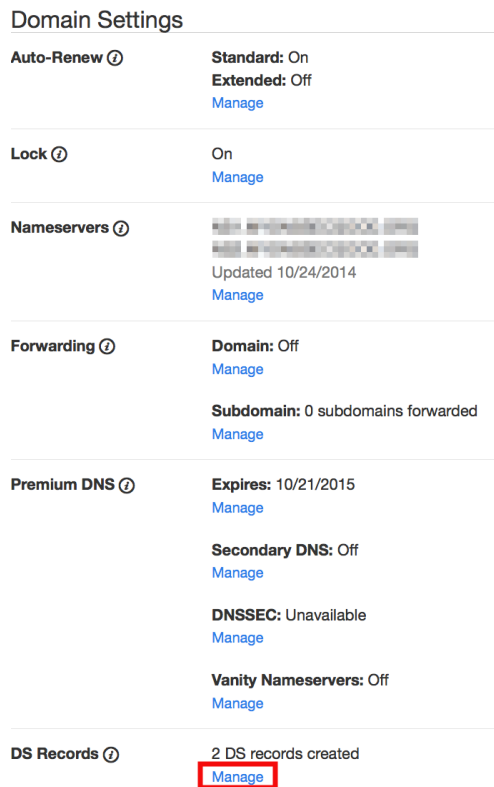 Domain Settings
Auto-Renew Standard: On
Extended: Off
Manage
Lock On
Manage
Nameservers
Updated 10/24/2014
Manage
Forwarding Domain: Off
Manage
Subdomain: 0 subdomains forwarded
Manage
Premium DNS Expires: 10/21/2015
Manage
Secondary DNS: Off
Manage
DNSSEC: Unavailable
Manage
Vanity Nameservers: Off
Manage
DS Records 2 DS records created
Manage